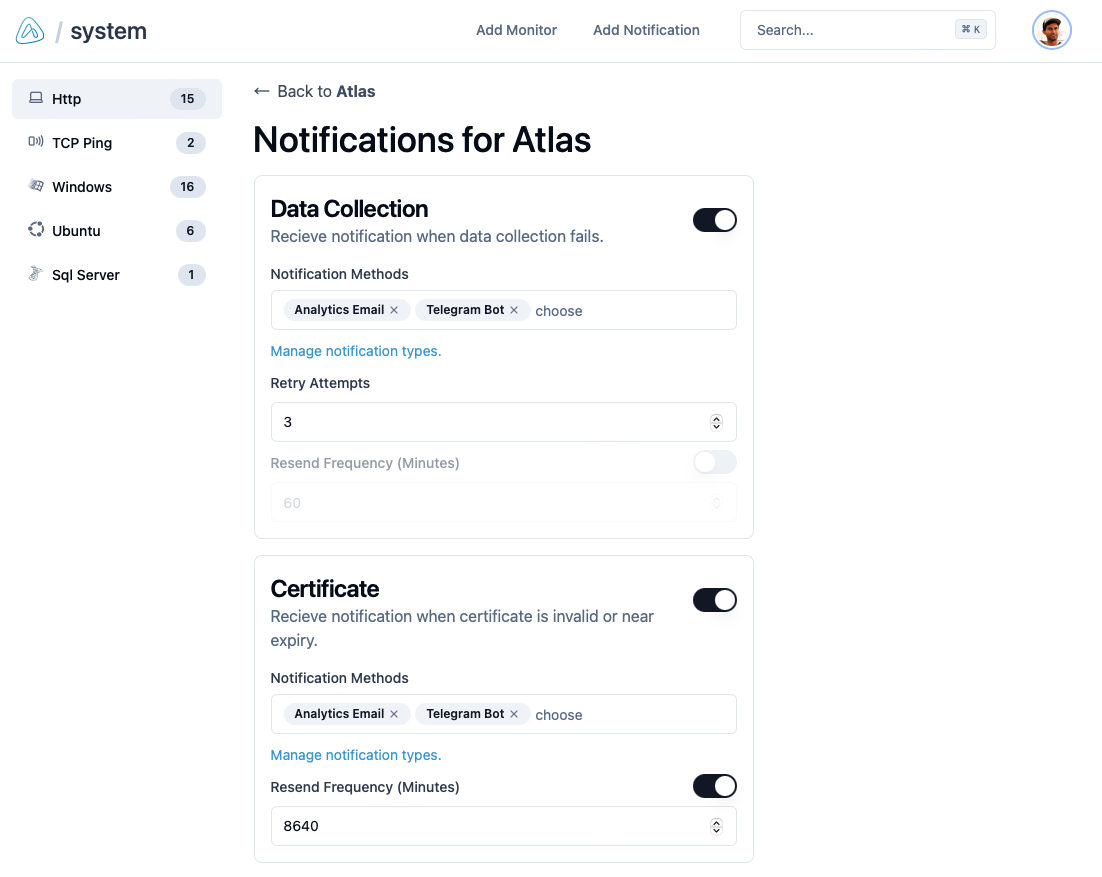 / system
Add Monitor
Add Notification
Search...
⌘ K
Http
15
TCP Ping
2
Windows
16
Ubuntu
6
Sql Server
1
← Back to Atlas
Notifications for Atlas
Data Collection
Recieve notification when data collection fails.
Notification Methods
Analytics Email × Telegram Bot × choose
Manage notification types.
Retry Attempts
3
Resend Frequency (Minutes)
60
Certificate
Recieve notification when certificate is invalid or near
expiry.
Notification Methods
Analytics Email × Telegram Bot × choose
Manage notification types.
Resend Frequency (Minutes)
8640